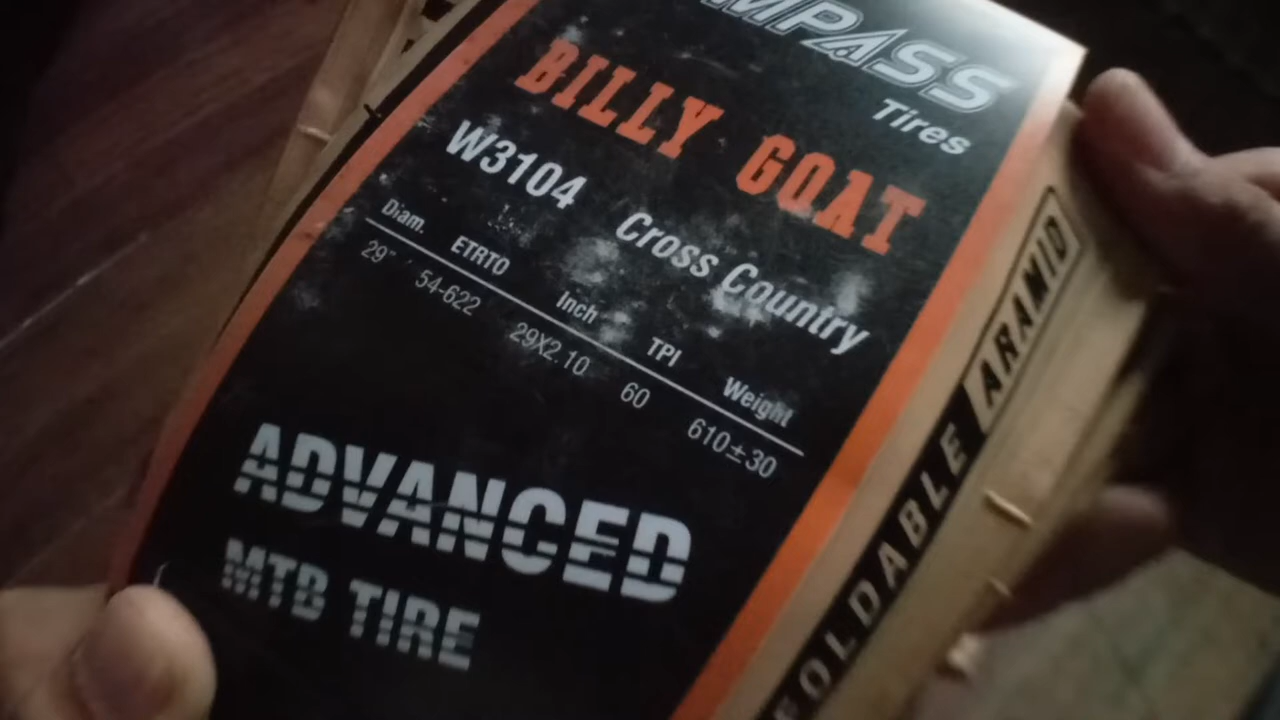 MPASS
Tires
BILLY GOAT
W3104
Cross Country
Diam. ETRTO Inch TPI Weight
29" 54-622 29X2.10 60 610±30
ADVANCED
MTB TIRE
FOLDABLE ARAMID